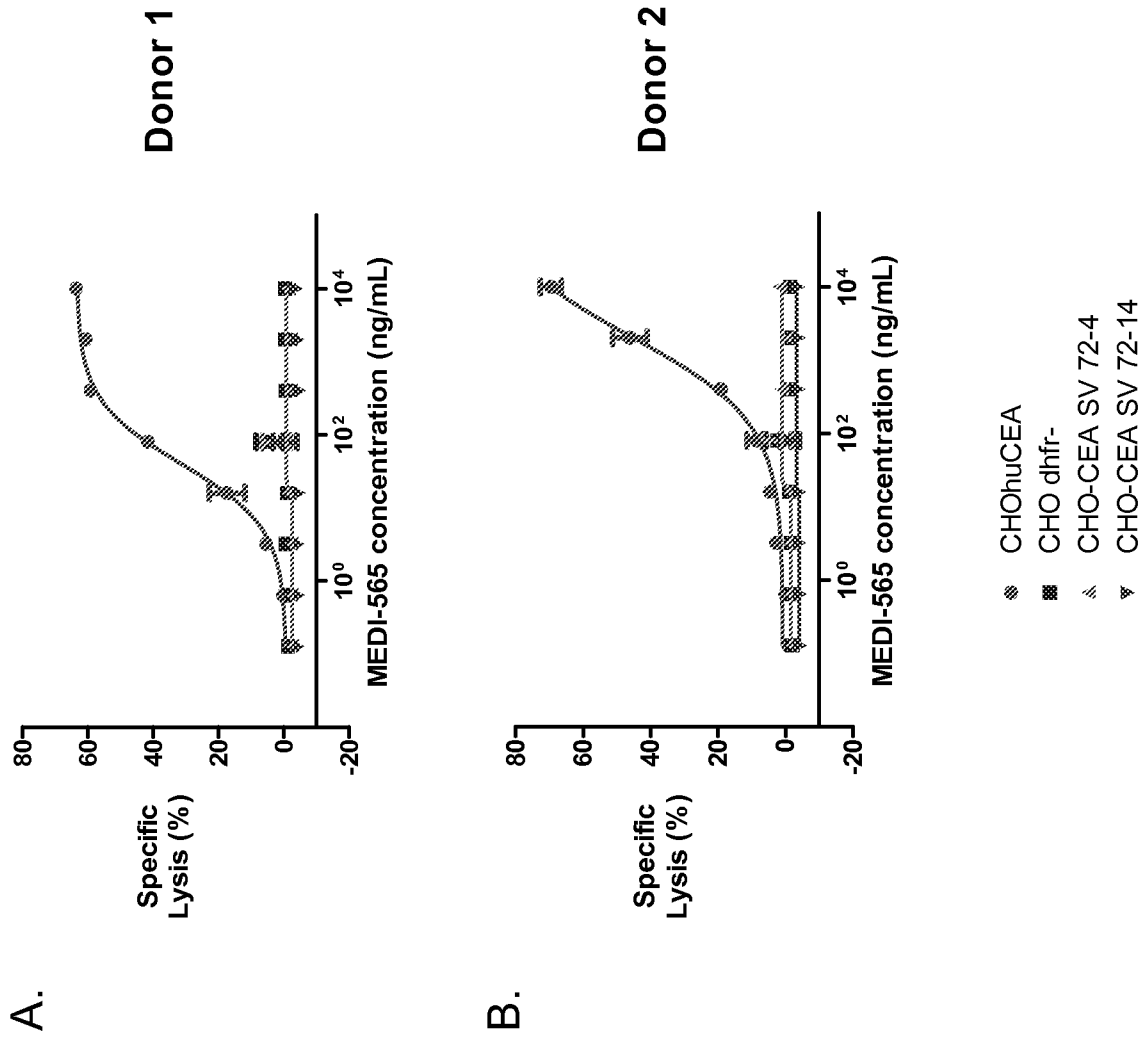 A.
Donor 1
Specific
Lysis (%)
80
60
40
20
0
-20
10⁰
10²
10⁴
MEDI-565 concentration (ng/mL)
B.
Donor 2
Specific
Lysis (%)
80
60
40
20
0
-20
10⁰
10²
10⁴
MEDI-565 concentration (ng/mL)
CHOhuCEA
CHO dhfr-
CHO-CEA SV 72-4
CHO-CEA SV 72-14